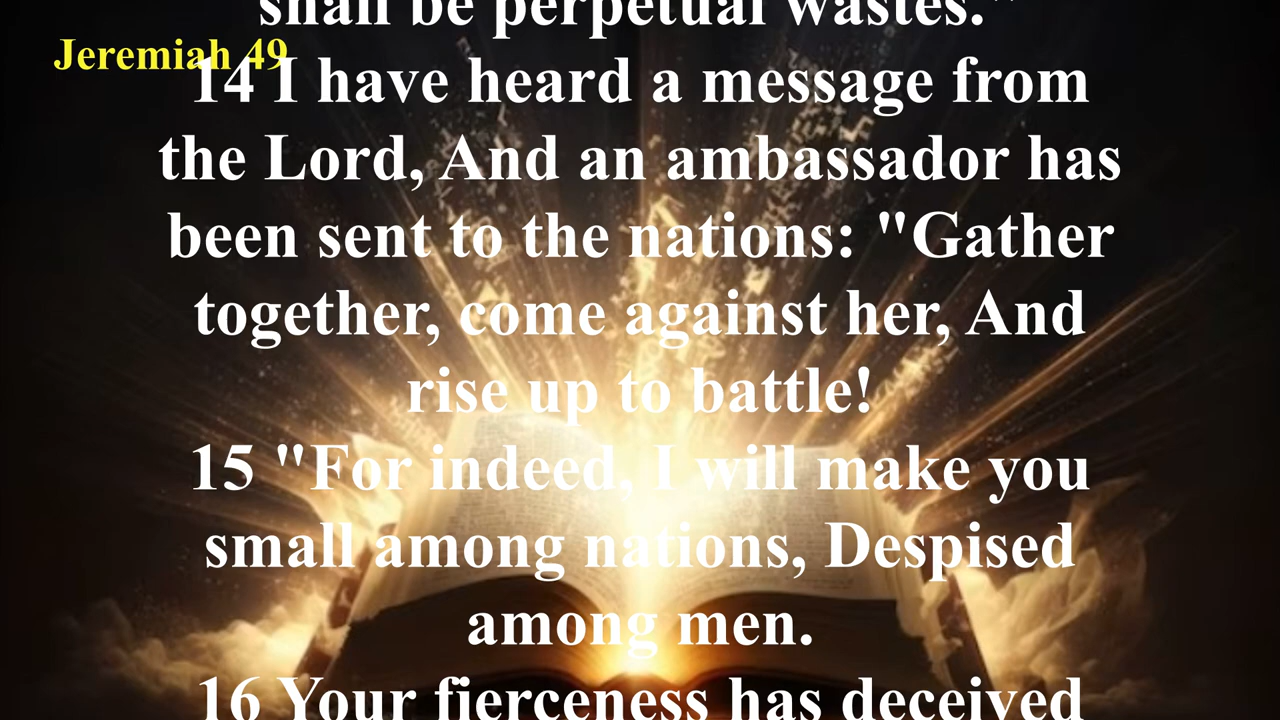 shall be perpetual wastes."
Jeremiah 49
14 I have heard a message from
the Lord, And an ambassador has
been sent to the nations: "Gather
together, come against her, And
rise up to battle!
15 "For indeed, I will make you
small among nations, Despised
among men.
16 Your fierceness has deceived